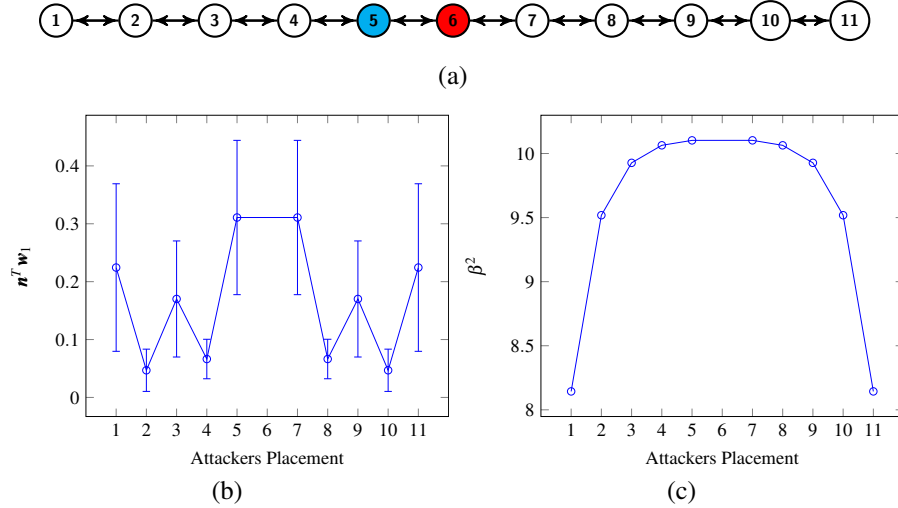 1 2 3 4 5 6 7 8 9 10 11
(a)
0.4
0.3
0.2
0.1
0
n^T w_1
1 2 3 4 5 6 7 8 9 10 11
Attackers Placement
(b)
10
9.5
9
8.5
8
β^2
1 2 3 4 5 6 7 8 9 10 11
Attackers Placement
(c)